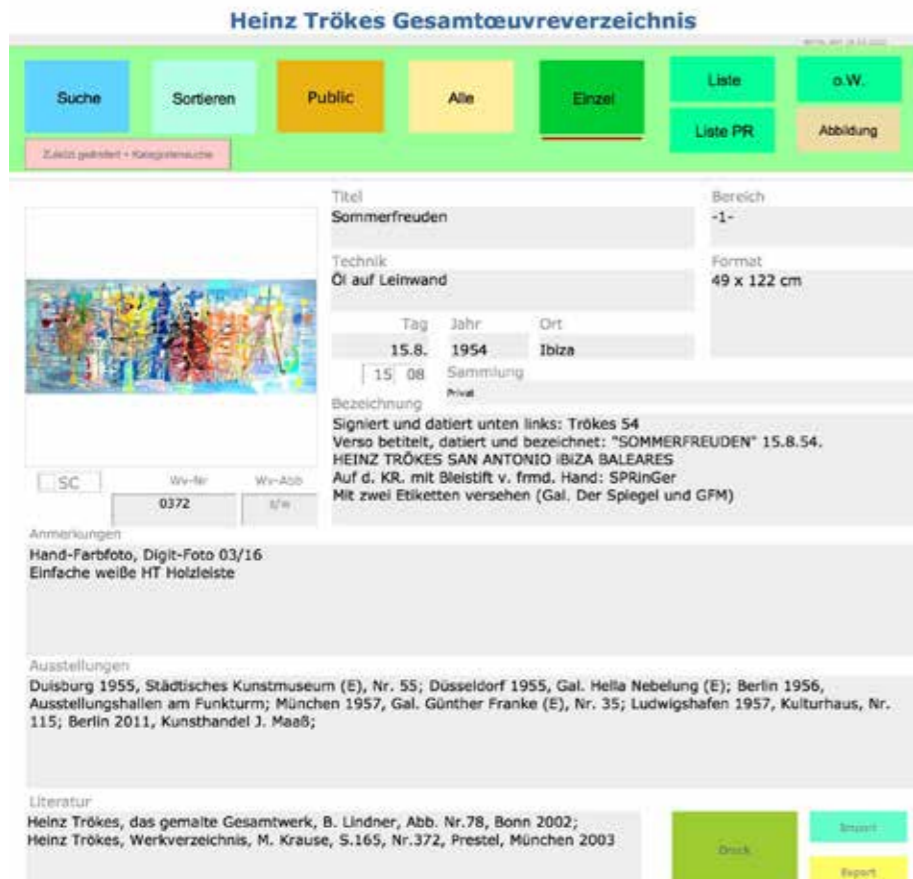 Heinz Trökes Gesamtœuvreverzeichnis
Suche
Sortieren
Public
Alle
Einzel
Liste
o.W.
Liste PR
Abbildung
Zuletzt geändert + Kategoriensuche
Titel
Bereich
Sommerfreuden
-1-
Technik
Format
Öl auf Leinwand
49 x 122 cm
Tag Jahr Ort
15.8. 1954 Ibiza
15 08 Sammlung
Privat
Bezeichnung
Signiert und datiert unten links: Trökes 54
Verso betitelt, datiert und bezeichnet: "SOMMERFREUDEN" 15.8.54.
HEINZ TRÖKES SAN ANTONIO iBiZA BALEARES
Auf d. KR. mit Bleistift v. frmd. Hand: SPRinGer
Mit zwei Etiketten versehen (Gal. Der Spiegel und GFM)
SC Wv-Nr Wv-Abb
0372 s/w
Anmerkungen
Hand-Farbfoto, Digit-Foto 03/16
Einfache weiße HT Holzleiste
Ausstellungen
Duisburg 1955, Städtisches Kunstmuseum (E), Nr. 55; Düsseldorf 1955, Gal. Hella Nebelung (E); Berlin 1956,
Ausstellungshallen am Funkturm; München 1957, Gal. Günther Franke (E), Nr. 35; Ludwigshafen 1957, Kulturhaus, Nr.
115; Berlin 2011, Kunsthandel J. Maaß;
Literatur
Heinz Trökes, das gemalte Gesamtwerk, B. Lindner, Abb. Nr.78, Bonn 2002;
Heinz Trökes, Werkverzeichnis, M. Krause, S.165, Nr.372, Prestel, München 2003
Druck
Import
Export